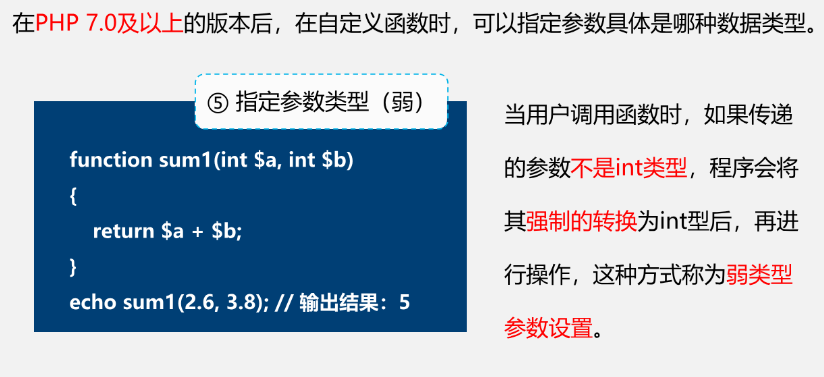 在PHP 7.0及以上的版本后，在自定义函数时，可以指定参数具体是哪种数据类型。
⑤ 指定参数类型（弱）
function sum1(int $a, int $b)
{
return $a + $b;
}
echo sum1(2.6, 3.8); // 输出结果：5
当用户调用函数时，如果传递
的参数不是int类型，程序会将
其强制的转换为int型后，再进
行操作，这种方式称为弱类型
参数设置。